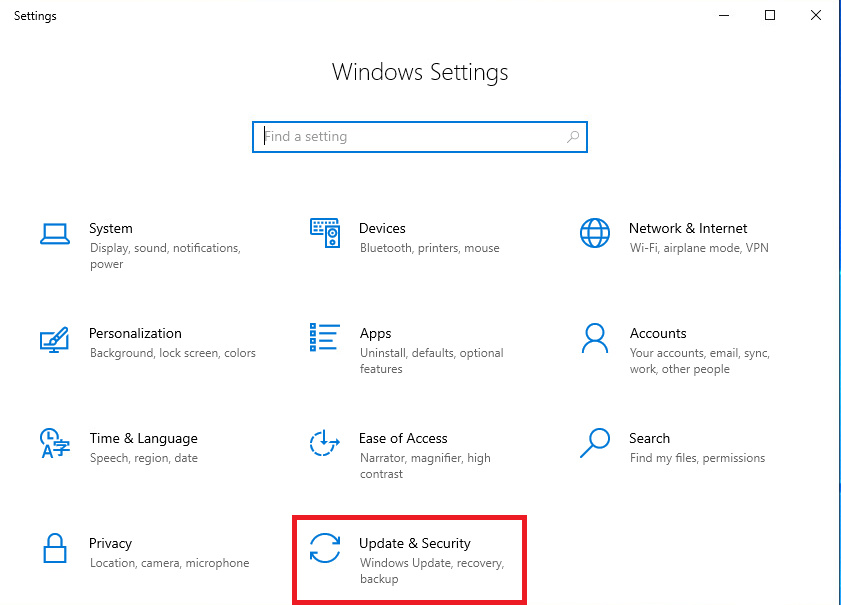 Settings
Windows Settings
Find a setting
System
Display, sound, notifications,
power
Devices
Bluetooth, printers, mouse
Network & Internet
Wi-Fi, airplane mode, VPN
Personalization
Background, lock screen, colors
Apps
Uninstall, defaults, optional
features
Accounts
Your accounts, email, sync,
work, other people
Time & Language
Speech, region, date
Ease of Access
Narrator, magnifier, high
contrast
Search
Find my files, permissions
Privacy
Location, camera, microphone
Update & Security
Windows Update, recovery,
backup